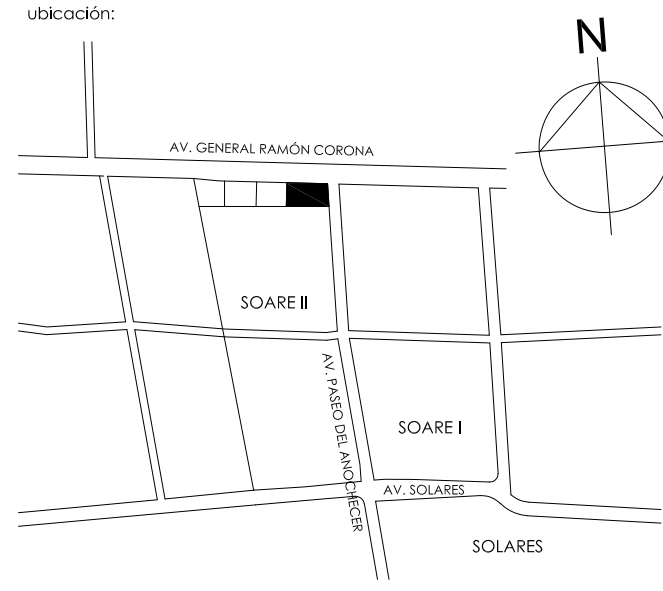 ubicación:
N
AV. GENERAL RAMÓN CORONA
SOARE II
AV. PASEO DEL ANOCHECER
SOARE I
AV. SOLARES
SOLARES